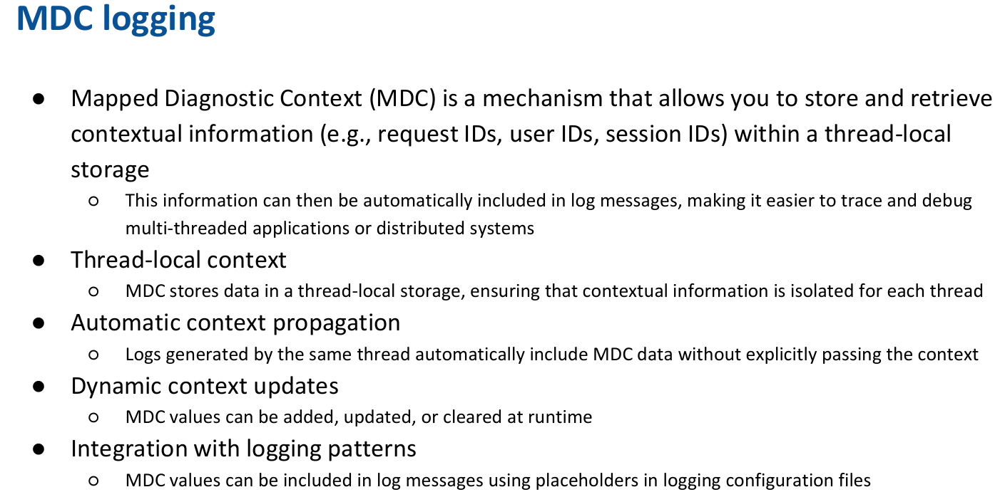 MDC logging
● Mapped Diagnostic Context (MDC) is a mechanism that allows you to store and retrieve
contextual information (e.g., request IDs, user IDs, session IDs) within a thread-local
storage
○ This information can then be automatically included in log messages, making it easier to trace and debug
multi-threaded applications or distributed systems
● Thread-local context
○ MDC stores data in a thread-local storage, ensuring that contextual information is isolated for each thread
● Automatic context propagation
○ Logs generated by the same thread automatically include MDC data without explicitly passing the context
● Dynamic context updates
○ MDC values can be added, updated, or cleared at runtime
● Integration with logging patterns
○ MDC values can be included in log messages using placeholders in logging configuration files